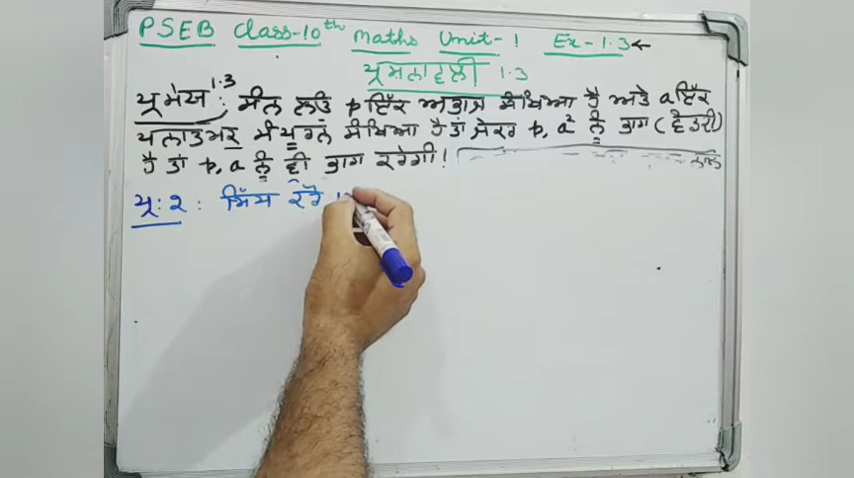 PSEB Class-10th Maths Unit-1 Ex-1.3←
ਪ੍ਰਸ਼ਨਾਵਲੀ 1.3
ਪ੍ਰਮੇਯ 1.3: ਮੰਨ ਲਉ p ਇੱਕ ਅਭਾਜ ਸੰਖਿਆ ਹੈ ਅਤੇ a ਇੱਕ
ਧਨਾਤਮਕ ਸੰਪੂਰਨ ਸੰਖਿਆ ਹੈ ਤਾਂ ਜੇਕਰ p, a² ਨੂੰ ਭਾਗ (ਵੰਡਦੀ)
ਹੈ ਤਾਂ p, a ਨੂੰ ਵੀ ਭਾਗ ਕਰੇਗੀ!
ਪ੍ਰ: 2: ਸਿੱਧ ਕਰੋ